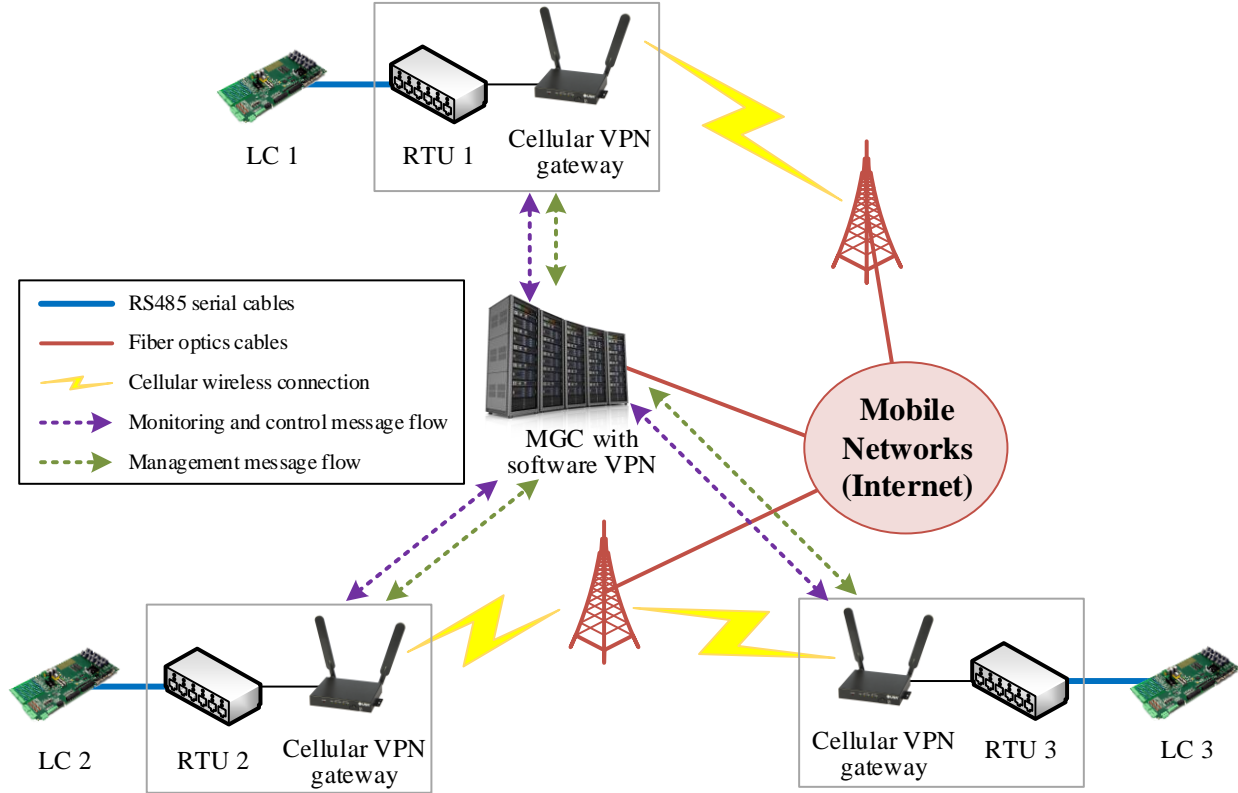 LC 1
RTU 1
Cellular VPN
gateway
RS485 serial cables
Fiber optics cables
Cellular wireless connection
Monitoring and control message flow
Management message flow
MGC with
software VPN
Mobile
Networks
(Internet)
LC 2
RTU 2
Cellular VPN
gateway
Cellular VPN
gateway
RTU 3
LC 3